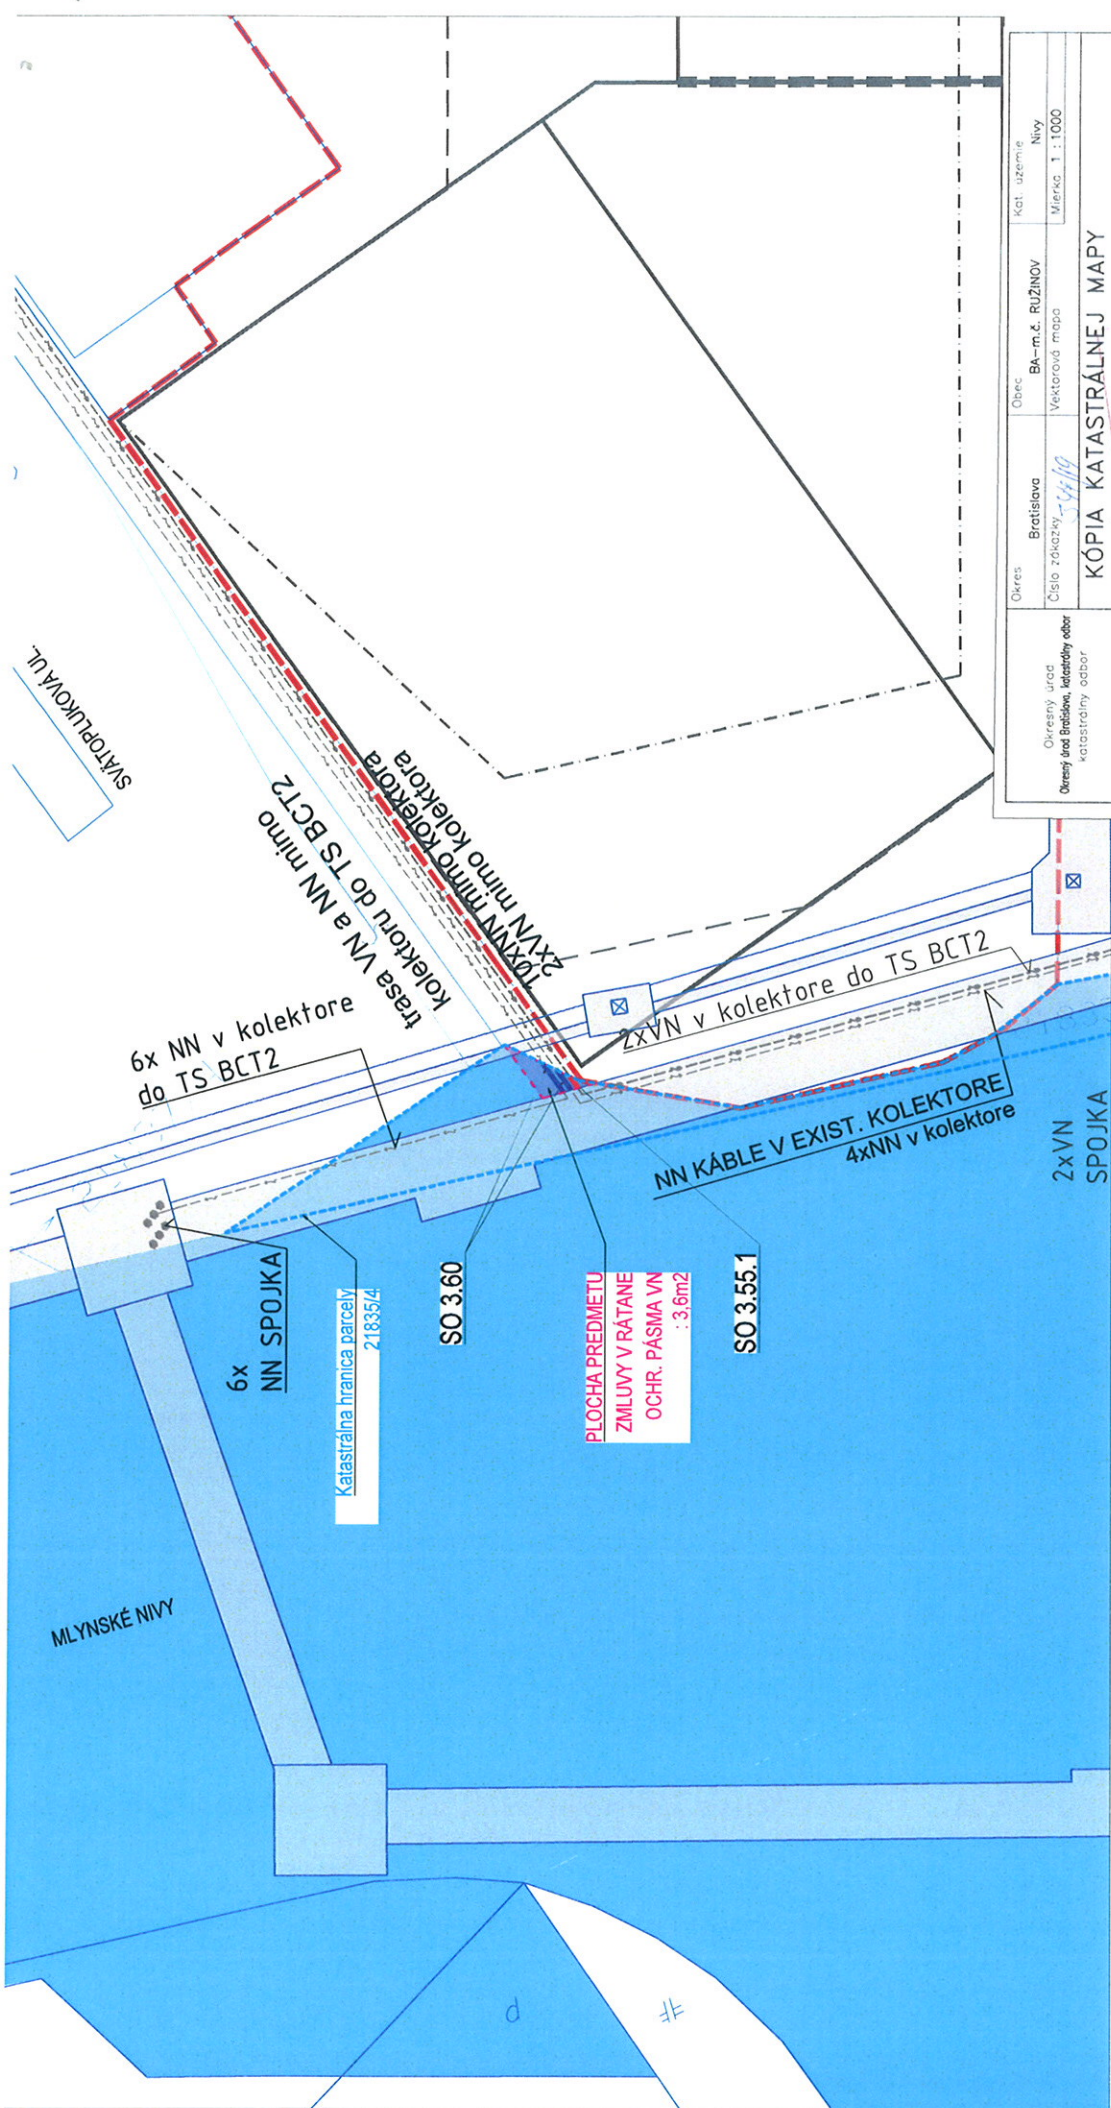 SVÄTOPLUKOVÁ UL.
trasa VN a NN mimo
kolektoru do TS BCT2
10xNN mimo kolektora
2xVN mimo kolektora
6x NN v kolektore
do TS BCT2
2xVN v kolektore do TS BCT2
NN KÁBLE V EXIST. KOLEKTORE
4xNN v kolektore
2xVN
SPOJKA
6x
NN SPOJKA
Katastrálna hranica parcely
21835/4
SO 3.60
PLOCHA PREDMETU
ZMLUVY V RÁTANE
OCHR. PÁSMA VN
: 3,6m2
SO 3.55.1
MLYNSKÉ NIVY
Okresný úrad
Okresný úrad Bratislava, katastrálny odbor
katastrálny odbor
Okres
Bratislava
Obec
BA-m.č. RUŽINOV
Kat. územie
Nivy
Číslo zákazky
Vektorová mapa
Mierka 1 : 1000
KÓPIA KATASTRÁLNEJ MAPY